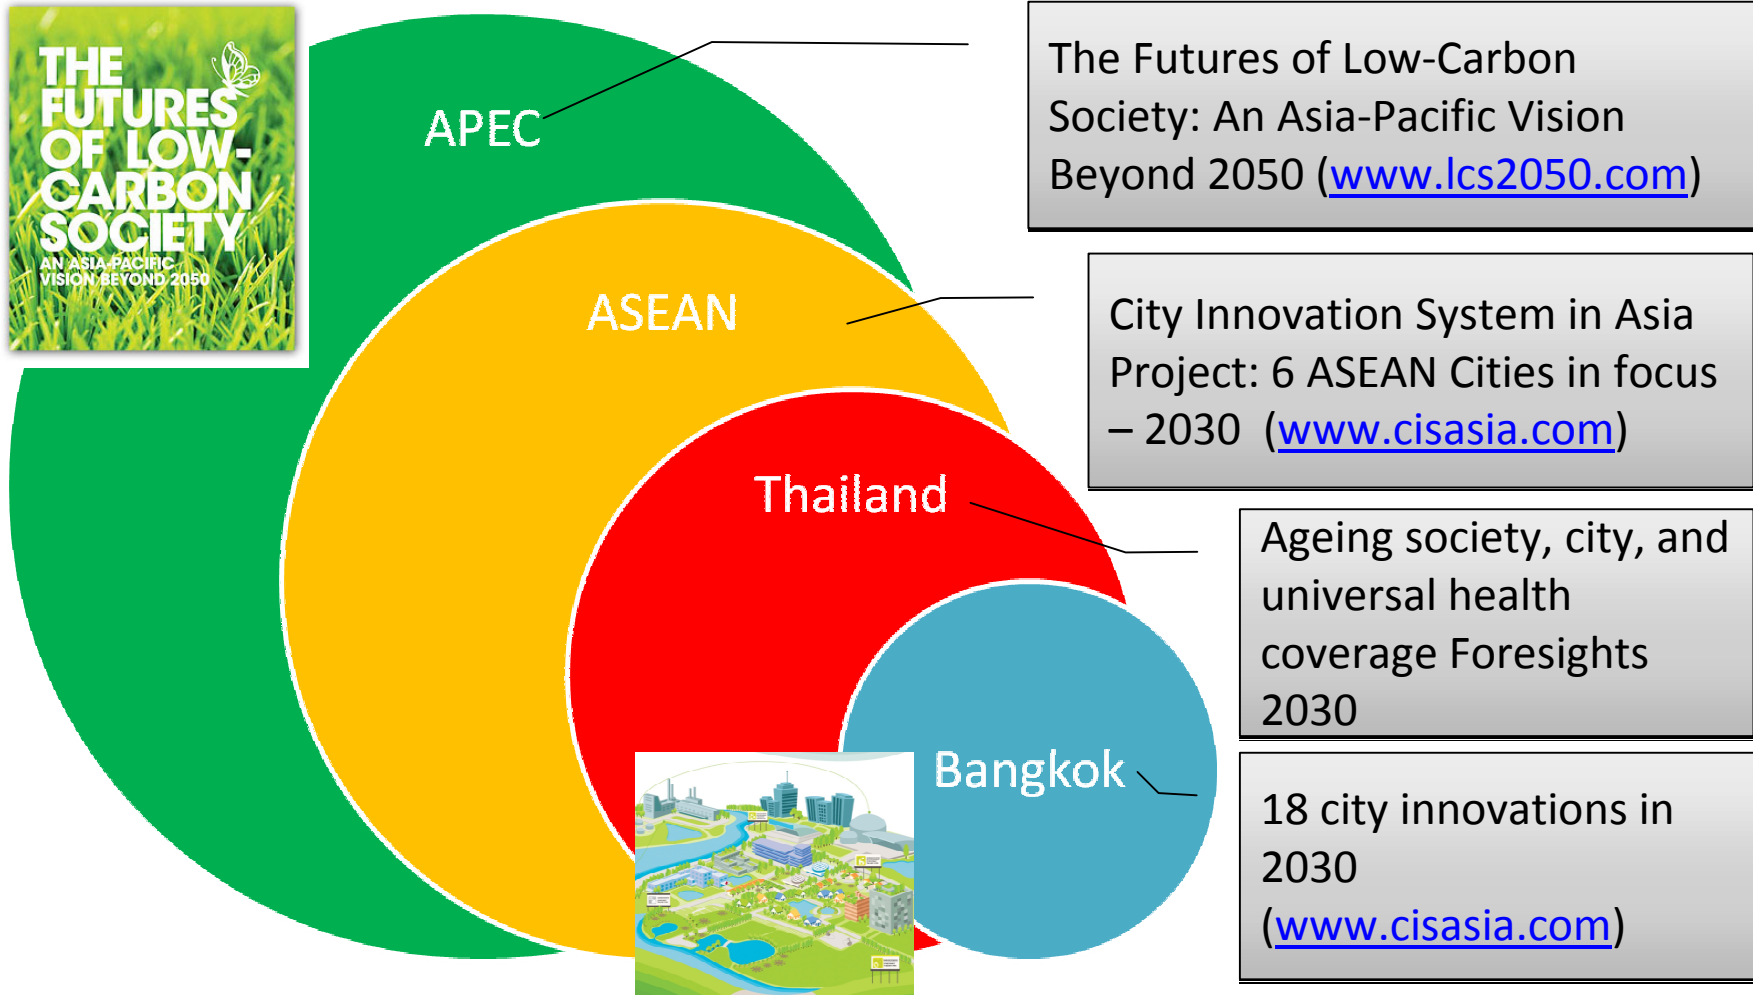 THE
FUTURES
OF LOW-
CARBON
SOCIETY
AN ASIA-PACIFIC
VISION BEYOND 2050
APEC
The Futures of Low-Carbon
Society: An Asia-Pacific Vision
Beyond 2050 (www.lcs2050.com)
ASEAN
City Innovation System in Asia
Project: 6 ASEAN Cities in focus
– 2030 (www.cisasia.com)
Thailand
Ageing society, city, and
universal health
coverage Foresights
2030
Bangkok
18 city innovations in
2030
(www.cisasia.com)